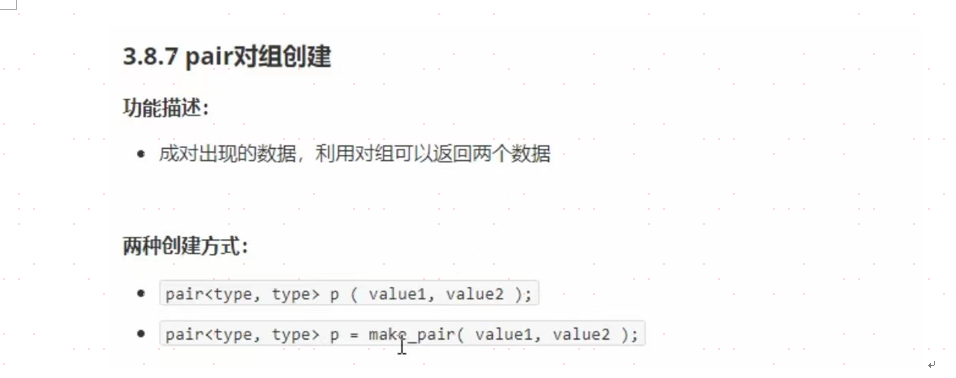 3.8.7 pair对组创建
功能描述：
成对出现的数据，利用对组可以返回两个数据
两种创建方式：
pair<type, type> p ( value1, value2 );
pair<type, type> p = make_pair( value1, value2 );